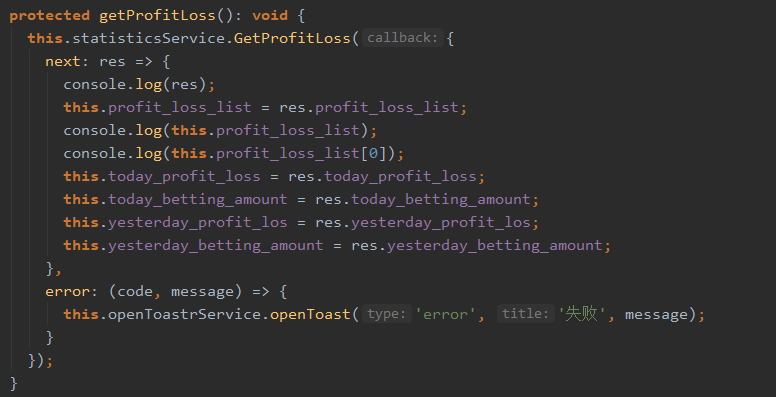 protected getProfitLoss(): void {
this.statisticsService.GetProfitLoss( callback: {
next: res => {
console.log(res);
this.profit_loss_list = res.profit_loss_list;
console.log(this.profit_loss_list);
console.log(this.profit_loss_list[0]);
this.today_profit_loss = res.today_profit_loss;
this.today_betting_amount = res.today_betting_amount;
this.yesterday_profit_los = res.yesterday_profit_los;
this.yesterday_betting_amount = res.yesterday_betting_amount;
},
error: (code, message) => {
this.openToastrService.openToast( type: 'error', title: '失败', message);
}
});
}